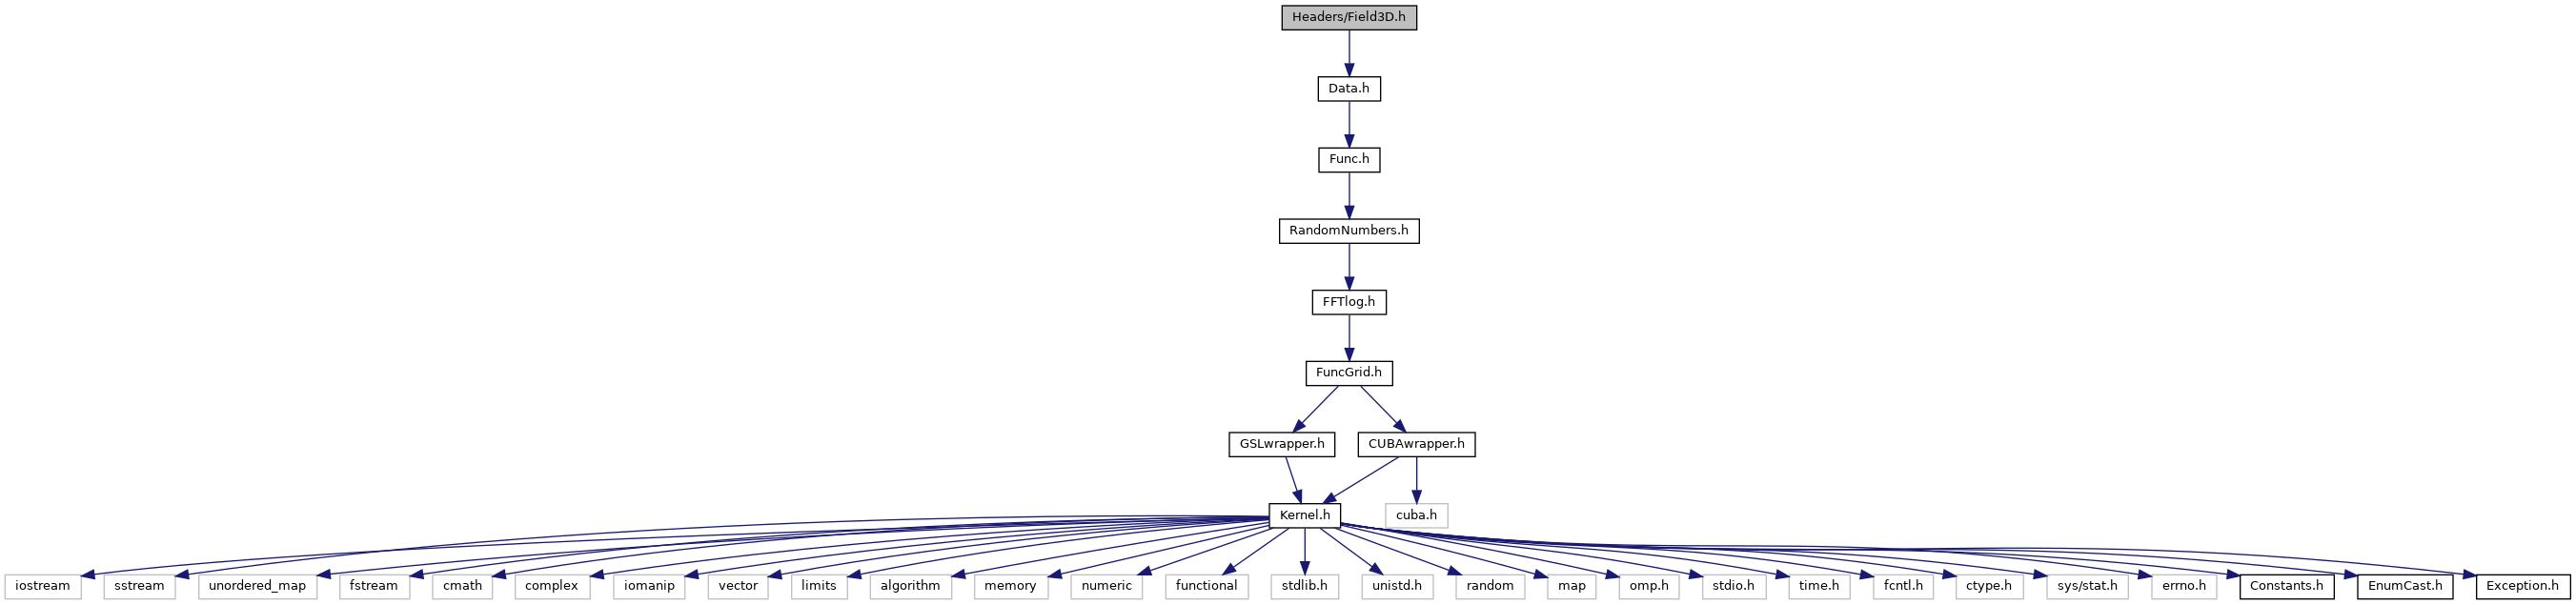 Headers/Field3D.h
Data.h
Func.h
RandomNumbers.h
FFTlog.h
FuncGrid.h
GSLwrapper.h CUBAwrapper.h
Kernel.h cuba.h
iostream sstream unordered_map fstream cmath complex iomanip vector limits algorithm memory numeric functional stdlib.h unistd.h random map omp.h stdio.h time.h fcntl.h ctype.h sys/stat.h errno.h Constants.h EnumCast.h Exception.h